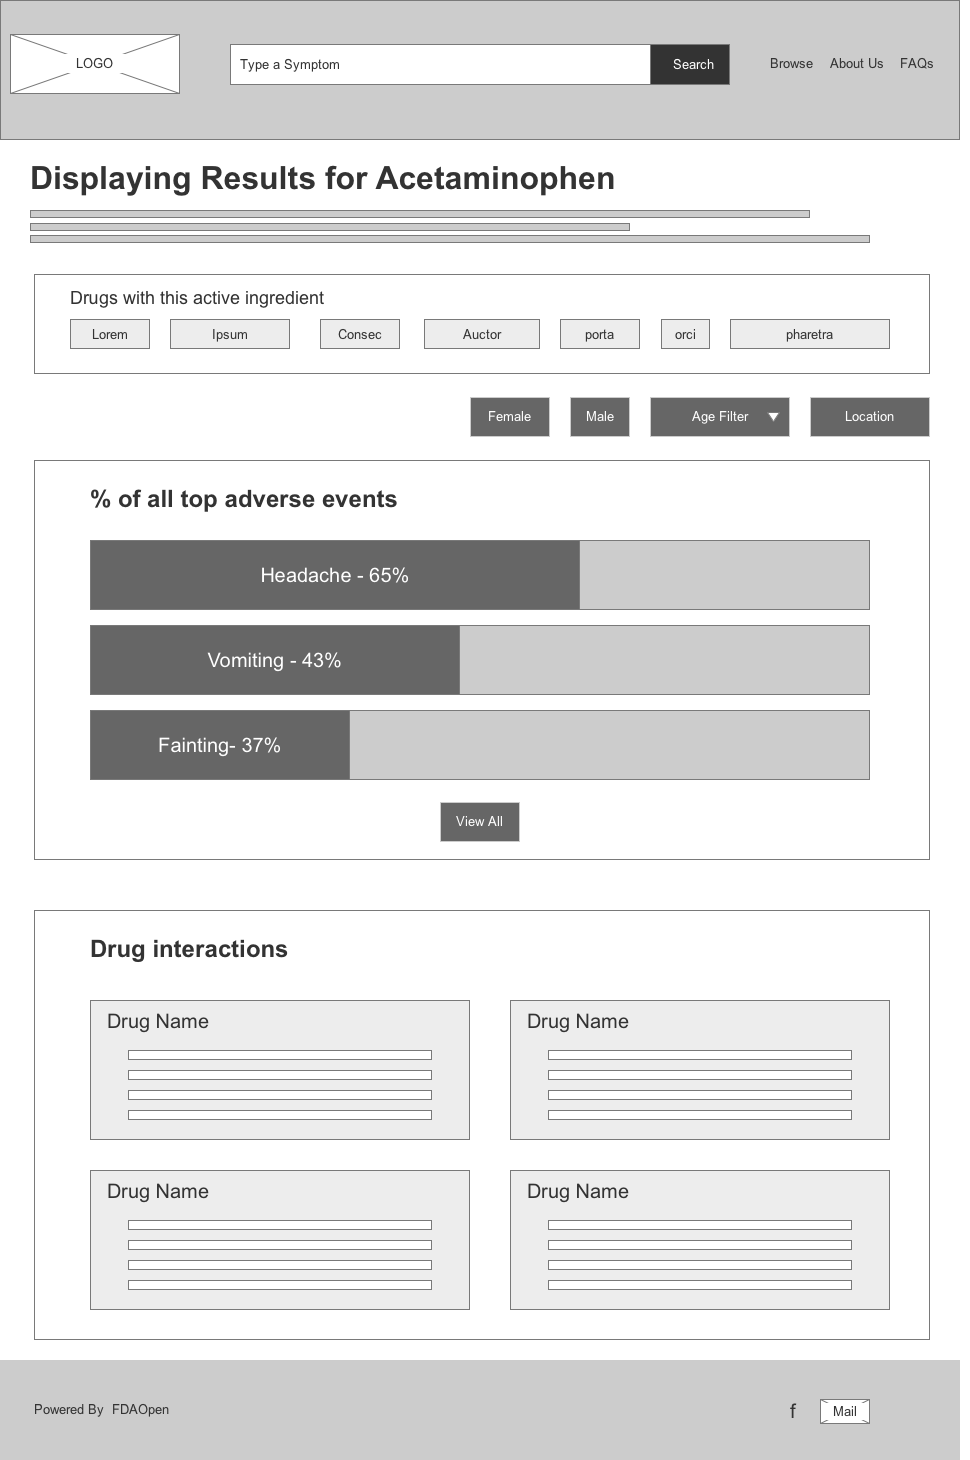 LOGO
Type a Symptom
Search
Browse About Us FAQs
Displaying Results for Acetaminophen
Drugs with this active ingredient
Lorem Ipsum Consec Auctor porta orci pharetra
Female Male Age Filter Location
% of all top adverse events
Headache - 65%
Vomiting - 43%
Fainting- 37%
View All
Drug interactions
Drug Name
Drug Name
Drug Name
Drug Name
Powered By FDAOpen
f
Mail